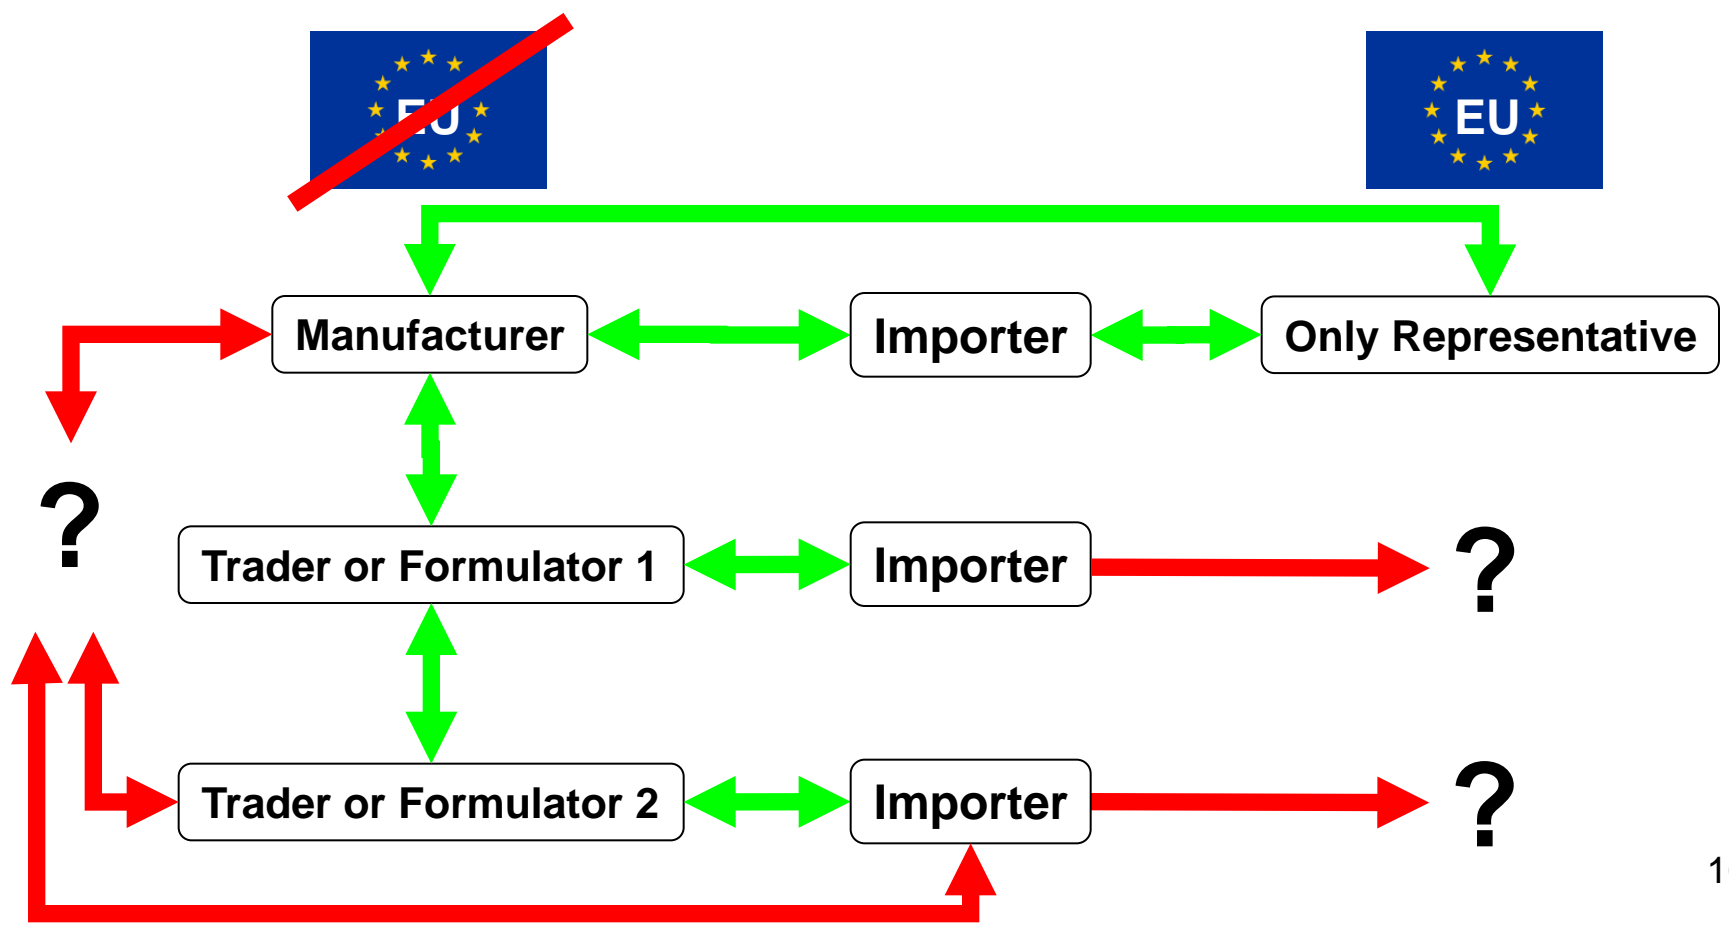 EU
EU
Manufacturer
Importer
Only Representative
?
Trader or Formulator 1
Importer
?
Trader or Formulator 2
Importer
?